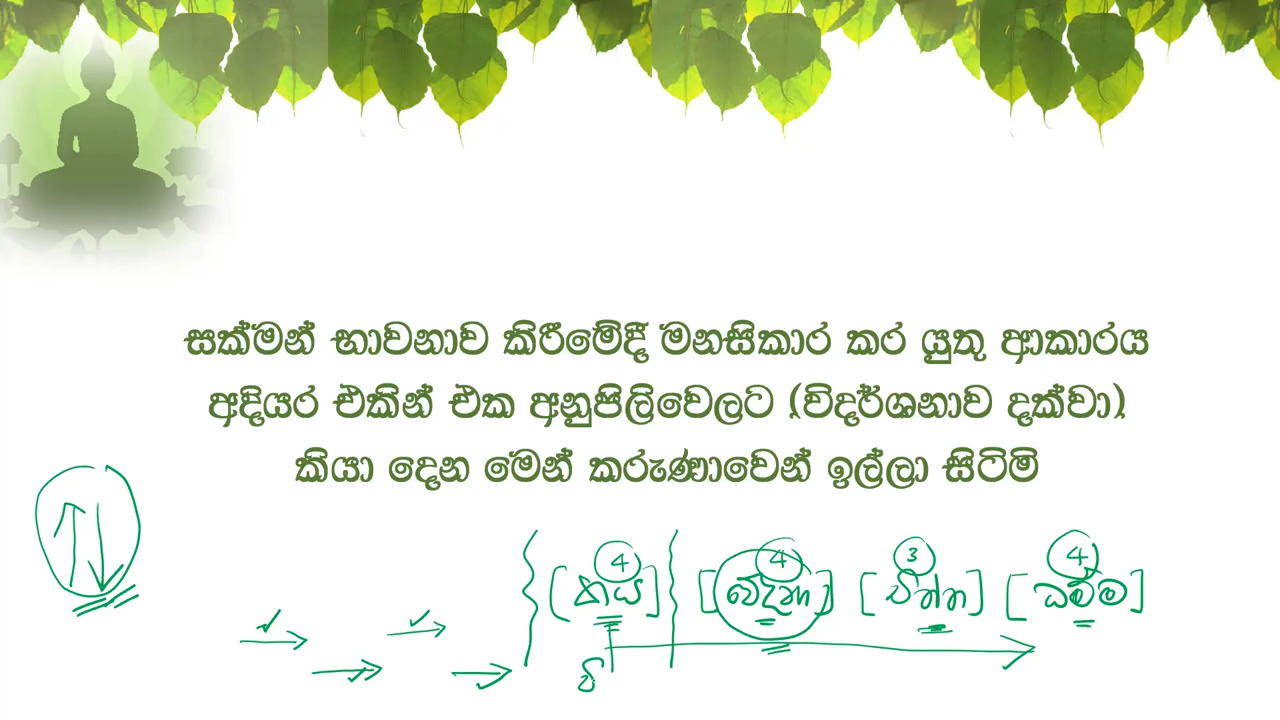 සක්මන් භාවනාව කිරීමේදී මනසිකාර කර යුතු ආකාරය
අදියර එකින් එක අනුපිලිවෙලට (විදර්ශනාව දක්වා)
කියා දෙන මෙන් කරුණාවෙන් ඉල්ලා සිටිමි
4 4 3 4
[කාය] [වේදනා] [චිත්ත] [ධම්ම]
වි